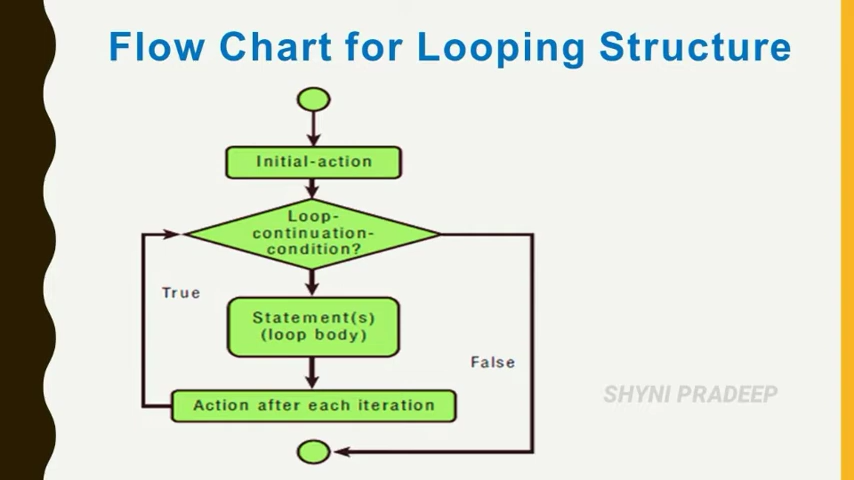 Flow Chart for Looping Structure
Initial-action
Loop-
continuation-
condition?
True
Statement(s)
(loop body)
False
SHYNI PRADEEP
Action after each iteration